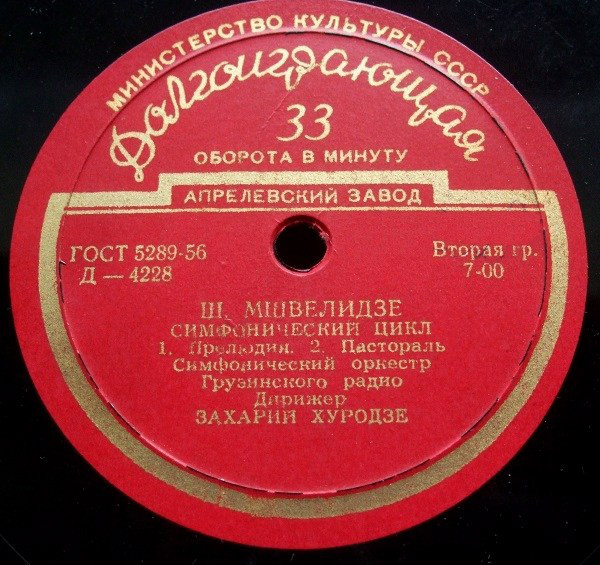 МИНИСТЕРСТВО КУЛЬТУРЫ СССР
Долгоиграющая
33
ОБОРОТА В МИНУТУ
АПРЕЛЕВСКИЙ ЗАВОД
ГОСТ 5289-56 Вторая гр.
Д — 4228 7-00
Ш. МШВЕЛИДЗЕ
СИМФОНИЧЕСКИЙ ЦИКЛ
1. Прелюдия. 2. Пастораль
Симфонический оркестр
Грузинского радио
Дирижер
ЗАХАРИЙ ХУРОДЗЕ